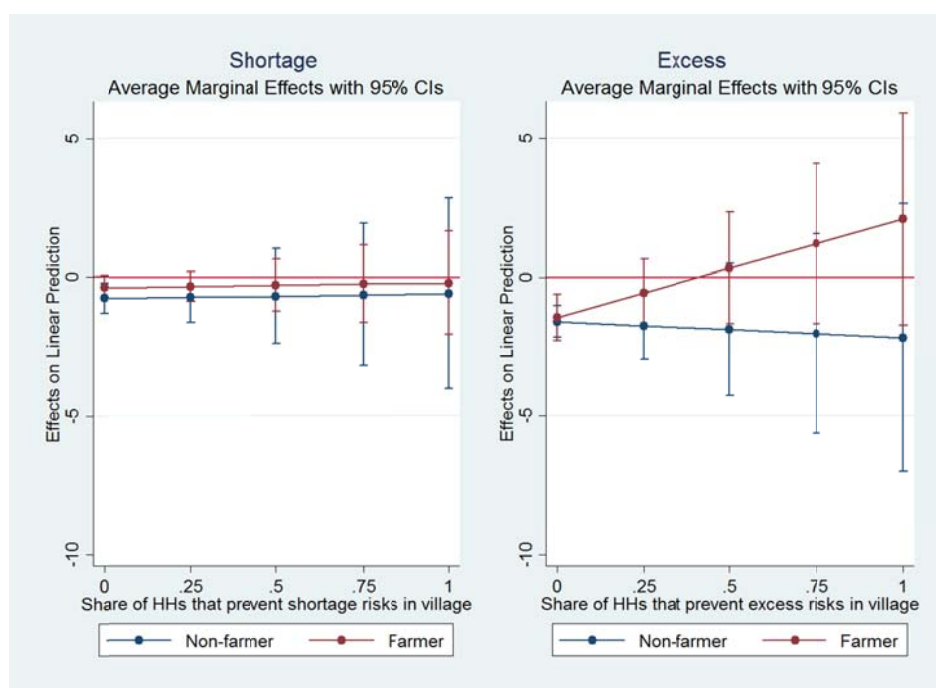 Shortage
Average Marginal Effects with 95% CIs
Effects on Linear Prediction
5
0
-5
-10
0 .25 .5 .75 1
Share of HHs that prevent shortage risks in village
Non-farmer Farmer
Excess
Average Marginal Effects with 95% CIs
Effects on Linear Prediction
5
0
-5
-10
0 .25 .5 .75 1
Share of HHs that prevent excess risks in village
Non-farmer Farmer